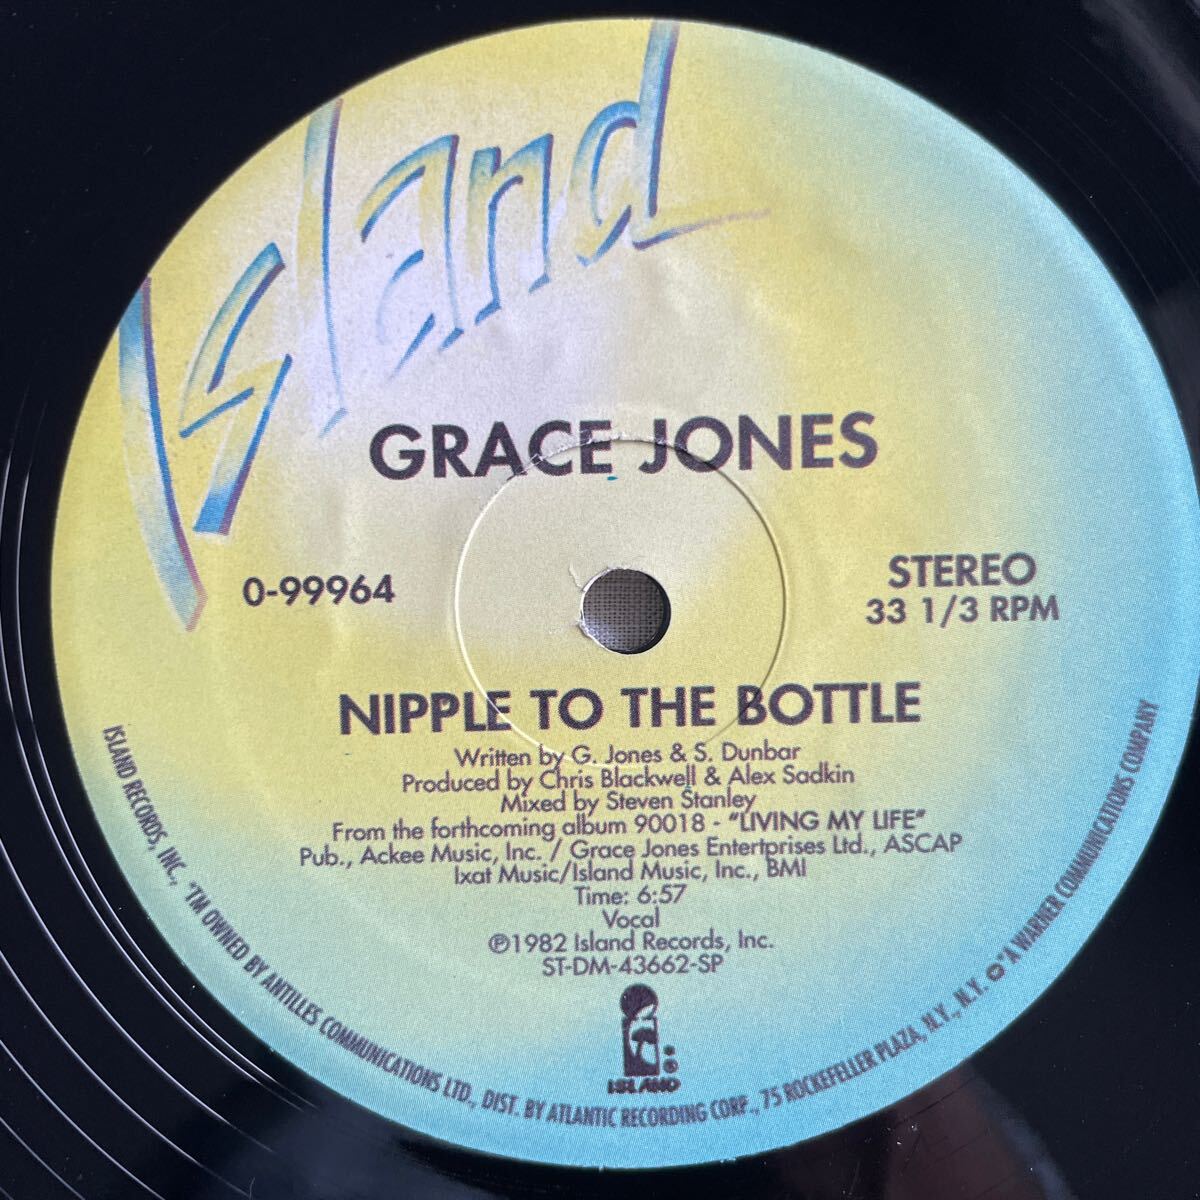 Island
GRACE JONES
0-99964
STEREO
33 1/3 RPM
NIPPLE TO THE BOTTLE
Written by G. Jones & S. Dunbar
Produced by Chris Blackwell & Alex Sadkin
Mixed by Steven Stanley
From the forthcoming album 90018 - "LIVING MY LIFE"
Pub., Ackee Music, Inc. / Grace Jones Entertprises Ltd., ASCAP
Ixat Music/Island Music, Inc., BMI
Time: 6:57
Vocal
℗1982 Island Records, Inc.
ST-DM-43662-SP
ISLAND
ISLAND RECORDS, INC., "TM OWNED BY ANTILLES COMMUNICATIONS LTD., DIST. BY ATLANTIC RECORDING CORP., 75 ROCKEFELLER PLAZA, N.Y., N.Y. "A WARNER COMMUNICATIONS COMPANY